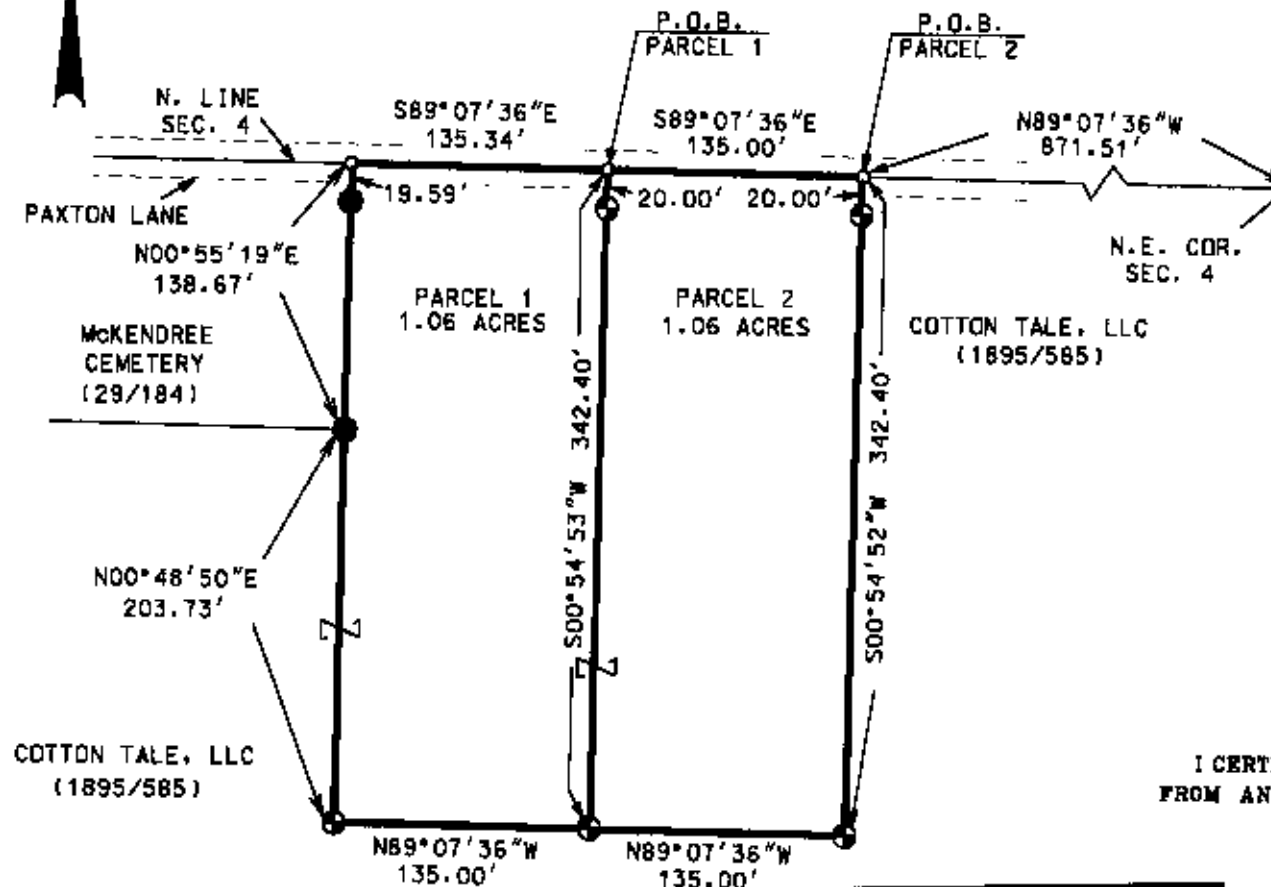 P.O.B.
PARCEL 1
P.O.B.
PARCEL 2
N. LINE
SEC. 4
S89°07'36"E
135.34'
S89°07'36"E
135.00'
N89°07'36"W
871.51'
PAXTON LANE
19.59'
20.00'
20.00'
N.E. COR.
SEC. 4
N00°55'19"E
138.67'
PARCEL 1
1.06 ACRES
PARCEL 2
1.06 ACRES
COTTON TALE, LLC
(1895/585)
McKENDREE
CEMETERY
(29/184)
S00°54'53"W 342.40'
S00°54'52"W 342.40'
N00°48'50"E
203.73'
COTTON TALE, LLC
(1895/585)
I CERT
FROM AN
N89°07'36"W
135.00'
N89°07'36"W
135.00'